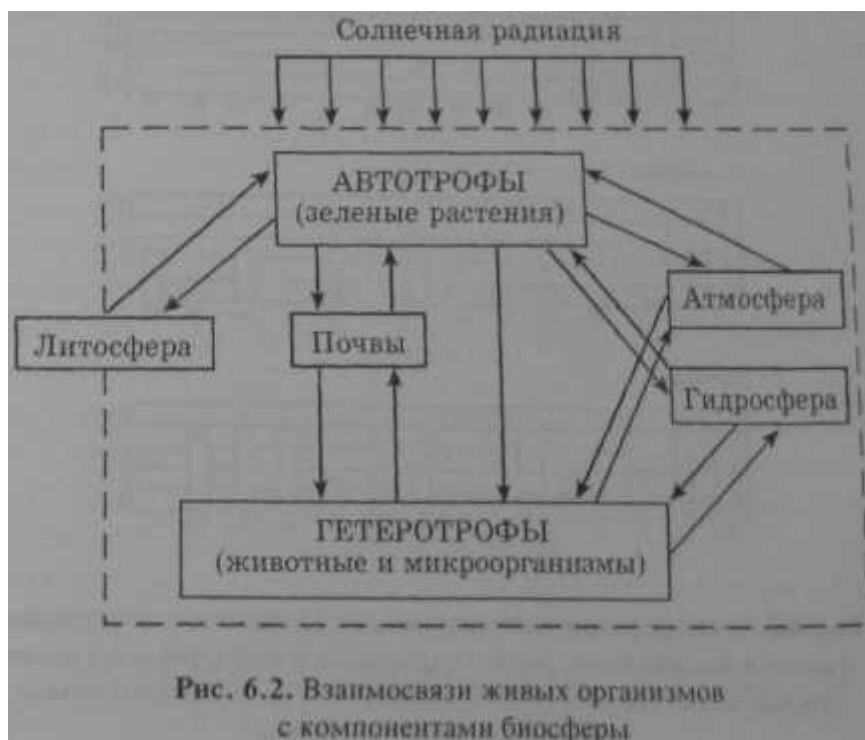 Солнечная радиация
АВТОТРОФЫ
(зеленые растения)
Атмосфера
Литосфера
Почвы
Гидросфера
ГЕТЕРОТРОФЫ
(животные и микроорганизмы)
Рис. 6.2. Взаимосвязи живых организмов
с компонентами биосферы